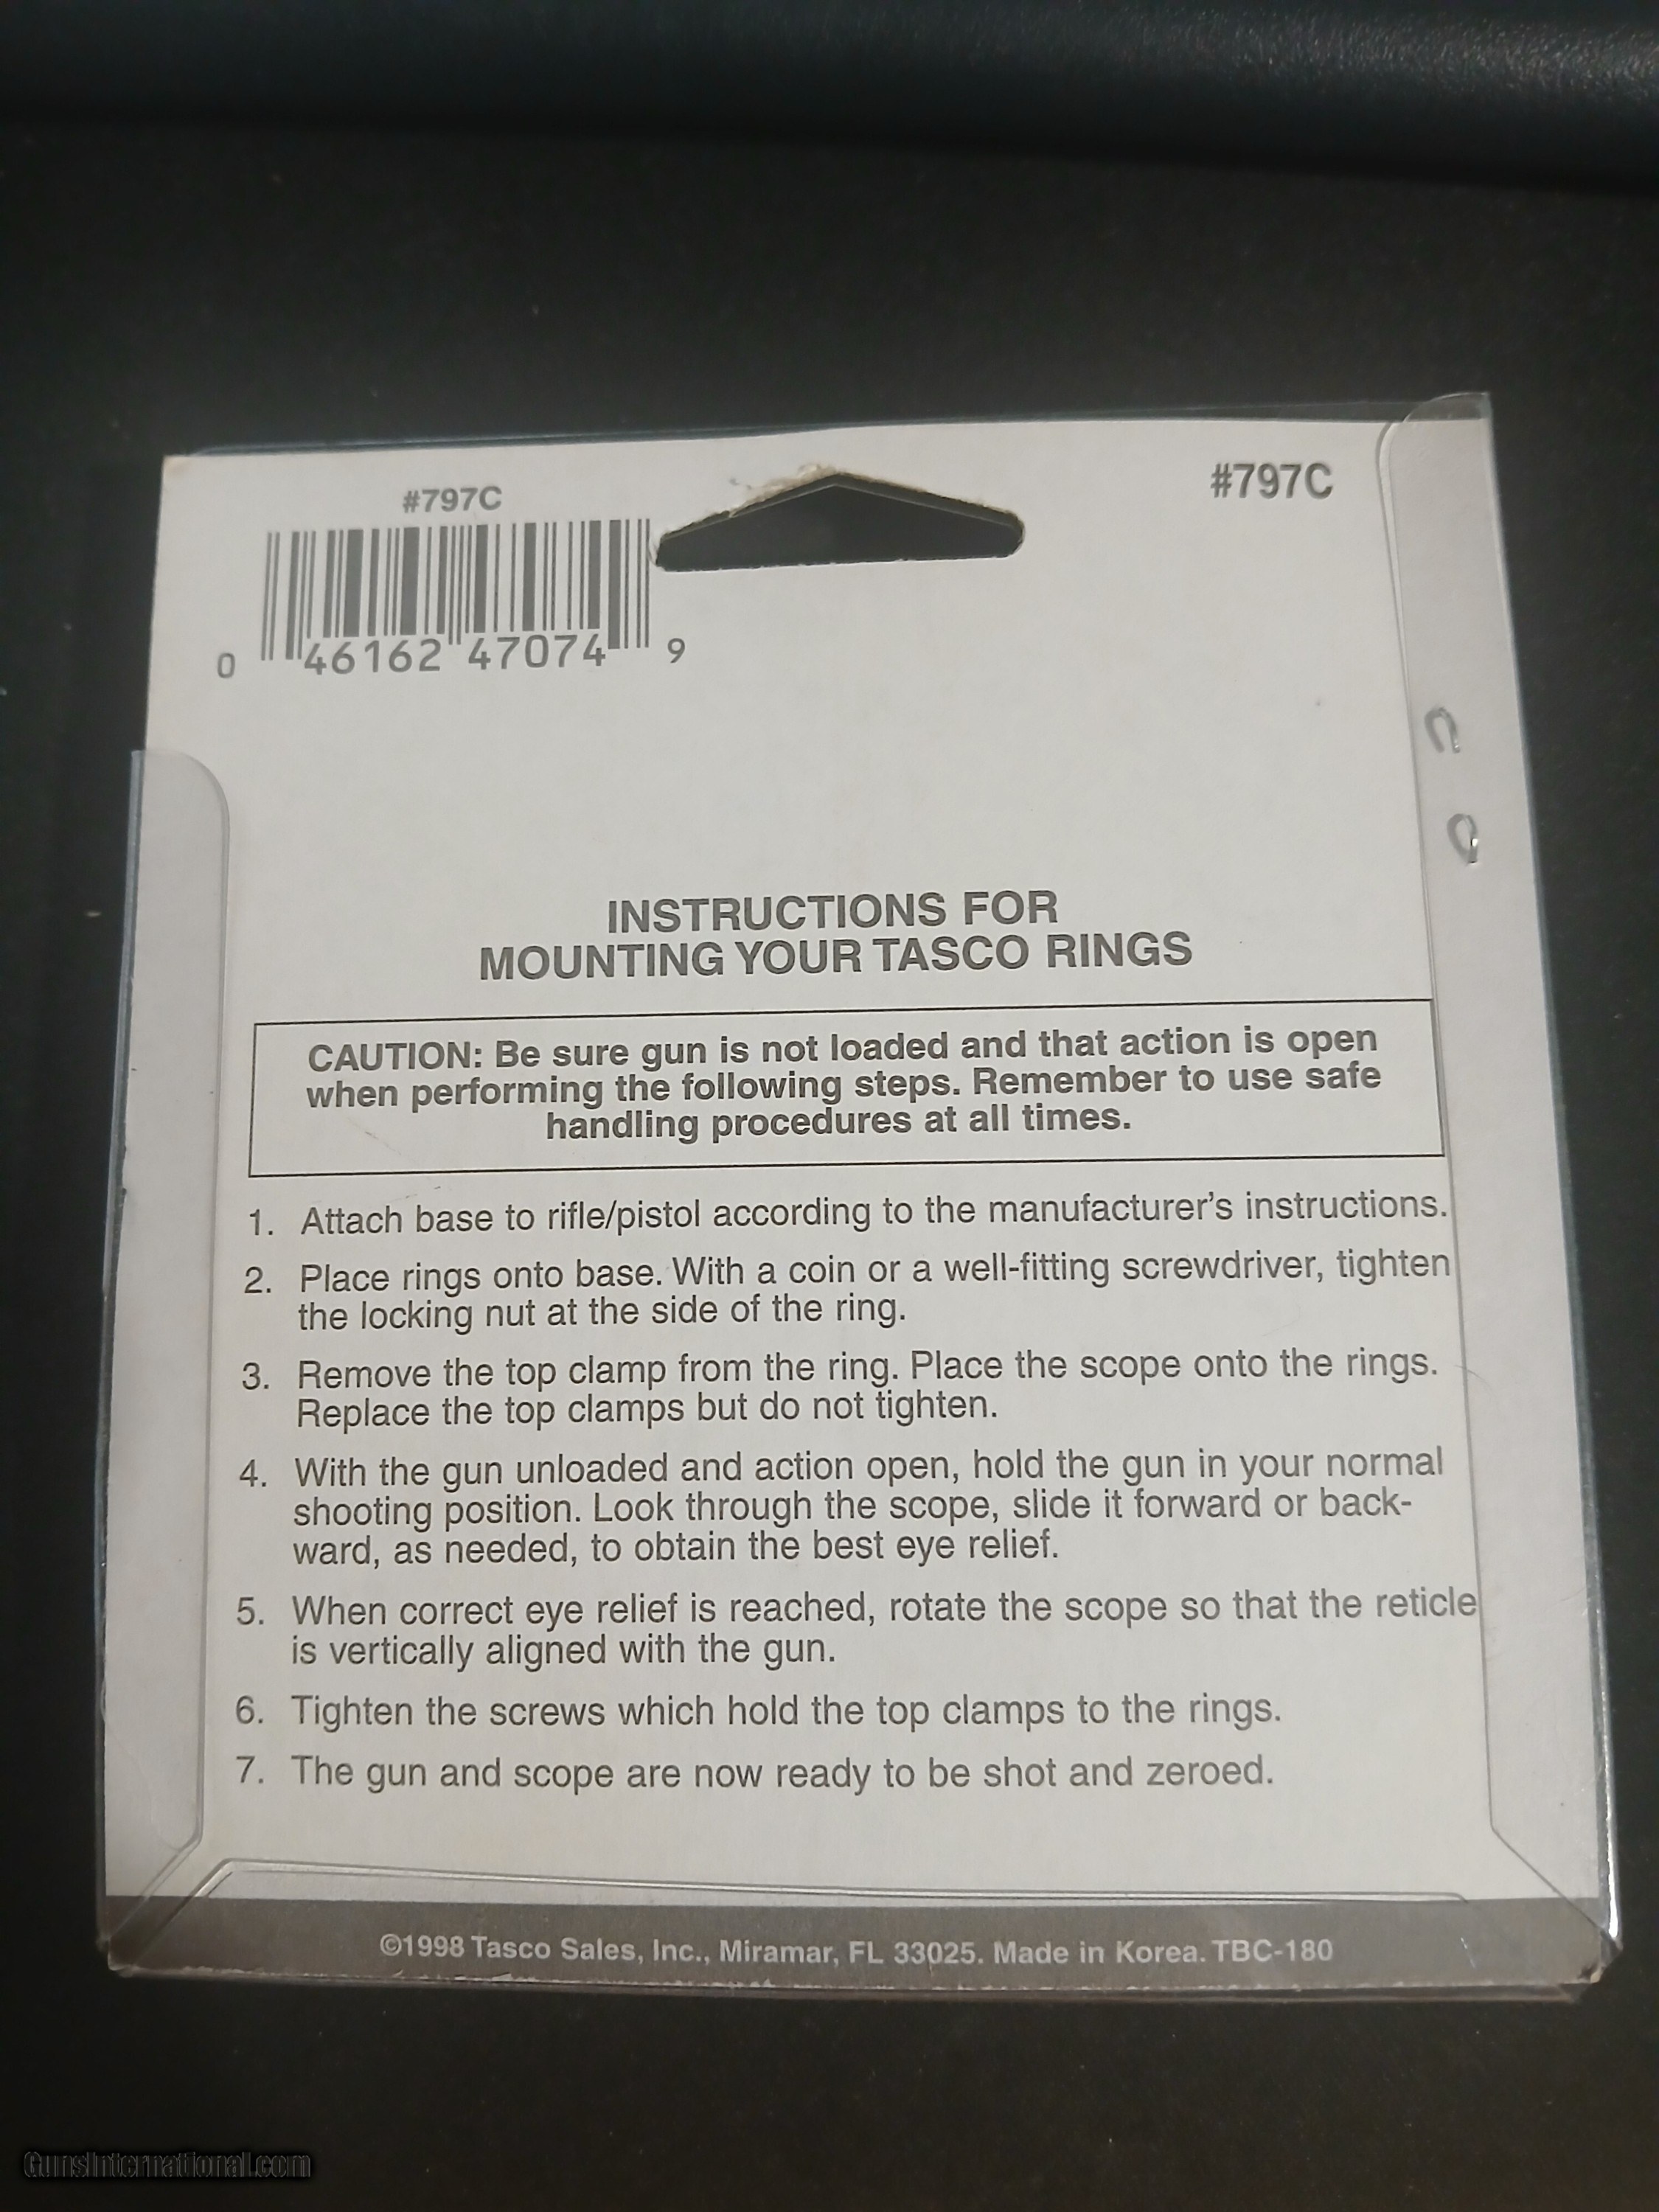 #797C
#797C
0 46162 47074 9
INSTRUCTIONS FOR
MOUNTING YOUR TASCO RINGS
CAUTION: Be sure gun is not loaded and that action is open
when performing the following steps. Remember to use safe
handling procedures at all times.
1. Attach base to rifle/pistol according to the manufacturer's instructions.
2. Place rings onto base. With a coin or a well-fitting screwdriver, tighten
the locking nut at the side of the ring.
3. Remove the top clamp from the ring. Place the scope onto the rings.
Replace the top clamps but do not tighten.
4. With the gun unloaded and action open, hold the gun in your normal
shooting position. Look through the scope, slide it forward or back-
ward, as needed, to obtain the best eye relief.
5. When correct eye relief is reached, rotate the scope so that the reticle
is vertically aligned with the gun.
6. Tighten the screws which hold the top clamps to the rings.
7. The gun and scope are now ready to be shot and zeroed.
©1998 Tasco Sales, Inc., Miramar, FL 33025. Made in Korea. TBC-180
GunsInternational.com